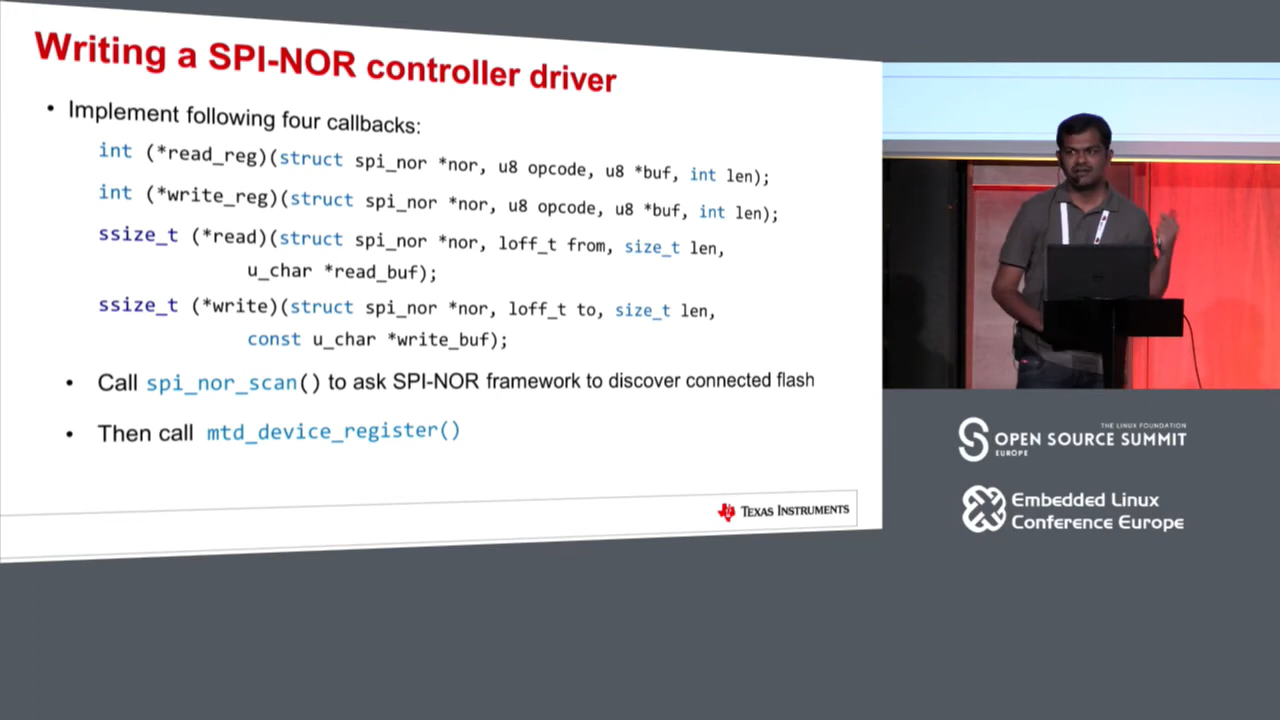 Writing a SPI-NOR controller driver
• Implement following four callbacks:
int (*read_reg)(struct spi_nor *nor, u8 opcode, u8 *buf, int len);
int (*write_reg)(struct spi_nor *nor, u8 opcode, u8 *buf, int len);
ssize_t (*read)(struct spi_nor *nor, loff_t from, size_t len,
u_char *read_buf);
ssize_t (*write)(struct spi_nor *nor, loff_t to, size_t len,
const u_char *write_buf);
• Call spi_nor_scan() to ask SPI-NOR framework to discover connected flash
• Then call mtd_device_register()
TEXAS INSTRUMENTS
THE LINUX FOUNDATION
OPEN SOURCE SUMMIT
EUROPE
Embedded Linux
Conference Europe